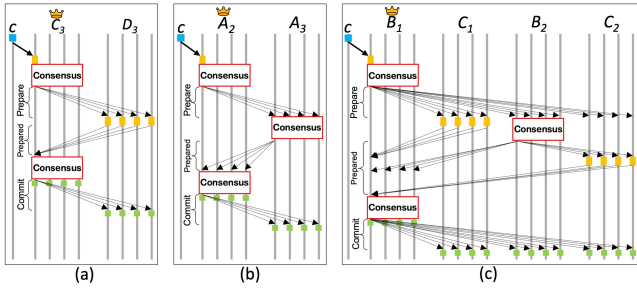 c C₃ D₃
Consensus
Prepare
Prepared
Consensus
Commit
(a)
c A₂ A₃
Consensus
Prepare
Consensus
Prepared
Consensus
Commit
(b)
c B₁ C₁ B₂ C₂
Consensus
Prepare
Consensus
Prepared
Consensus
Commit
(c)